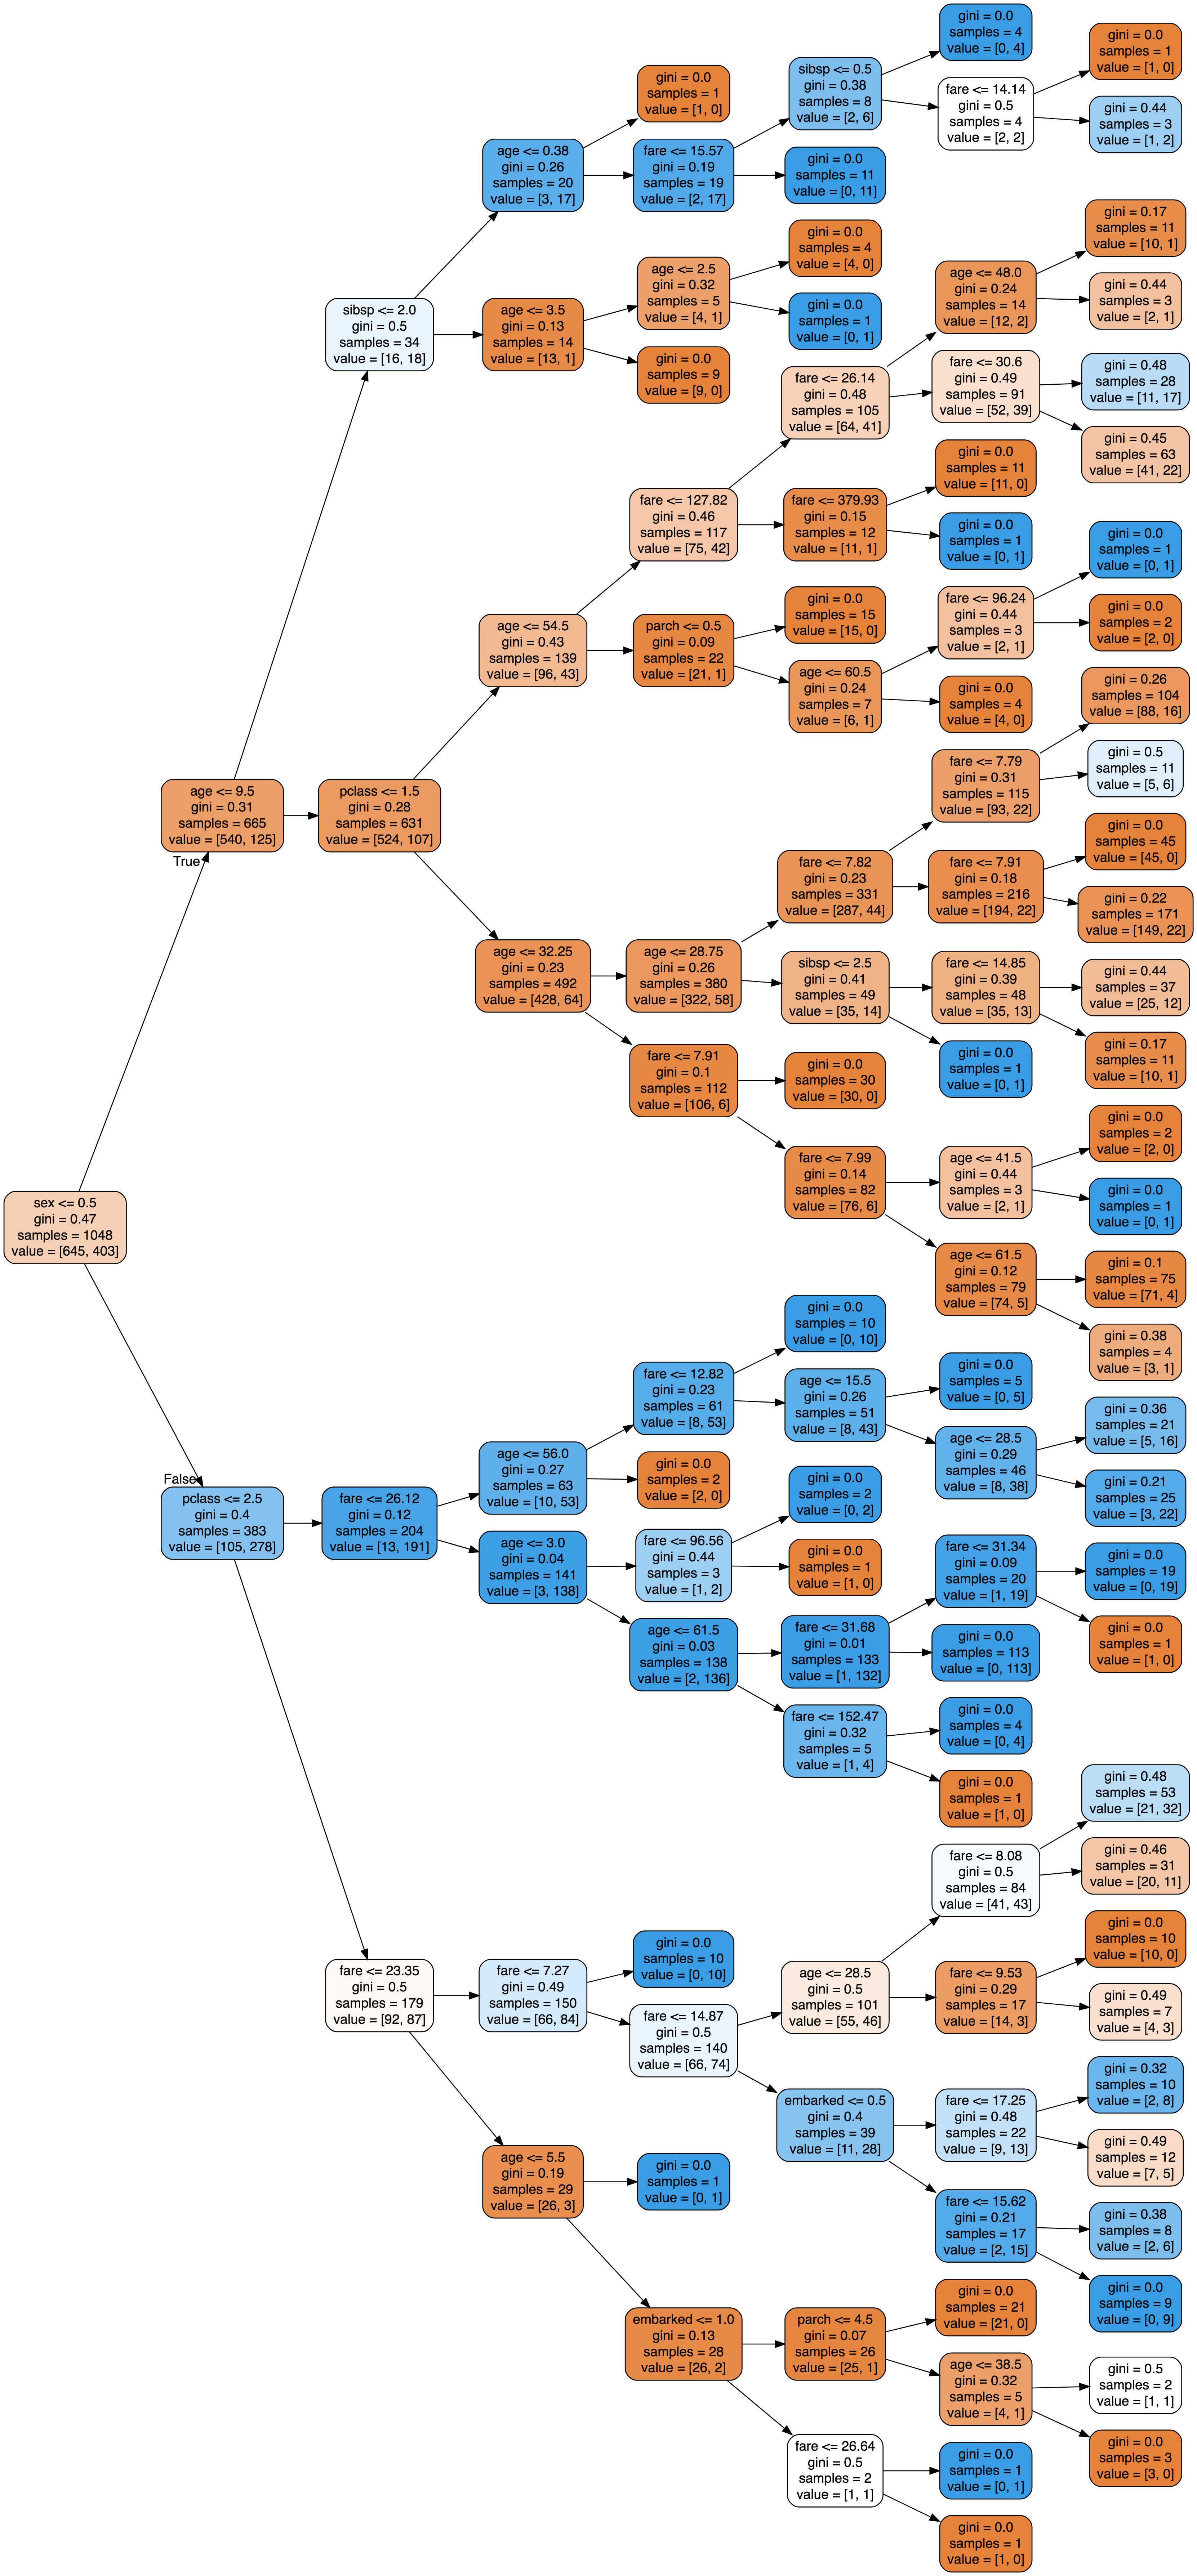 sex <= 0.5
gini = 0.47
samples = 1048
value = [645, 403]
True
False
age <= 9.5
gini = 0.31
samples = 665
value = [540, 125]
pclass <= 2.5
gini = 0.4
samples = 383
value = [105, 278]
sibsp <= 2.0
gini = 0.5
samples = 34
value = [16, 18]
pclass <= 1.5
gini = 0.28
samples = 631
value = [524, 107]
fare <= 26.12
gini = 0.12
samples = 204
value = [13, 191]
fare <= 23.35
gini = 0.5
samples = 179
value = [92, 87]
age <= 0.38
gini = 0.26
samples = 20
value = [3, 17]
age <= 3.5
gini = 0.13
samples = 14
value = [13, 1]
age <= 54.5
gini = 0.43
samples = 139
value = [96, 43]
age <= 32.25
gini = 0.23
samples = 492
value = [428, 64]
age <= 56.0
gini = 0.27
samples = 63
value = [10, 53]
age <= 3.0
gini = 0.04
samples = 141
value = [3, 138]
fare <= 7.27
gini = 0.49
samples = 150
value = [66, 84]
age <= 5.5
gini = 0.19
samples = 29
value = [26, 3]
gini = 0.0
samples = 1
value = [1, 0]
fare <= 15.57
gini = 0.19
samples = 19
value = [2, 17]
age <= 2.5
gini = 0.32
samples = 5
value = [4, 1]
gini = 0.0
samples = 9
value = [9, 0]
fare <= 127.82
gini = 0.46
samples = 117
value = [75, 42]
parch <= 0.5
gini = 0.09
samples = 22
value = [21, 1]
age <= 28.75
gini = 0.26
samples = 380
value = [322, 58]
fare <= 7.91
gini = 0.1
samples = 112
value = [106, 6]
fare <= 12.82
gini = 0.23
samples = 61
value = [8, 53]
gini = 0.0
samples = 2
value = [2, 0]
fare <= 96.56
gini = 0.44
samples = 3
value = [1, 2]
age <= 61.5
gini = 0.03
samples = 138
value = [2, 136]
gini = 0.0
samples = 10
value = [0, 10]
fare <= 14.87
gini = 0.5
samples = 140
value = [66, 74]
gini = 0.0
samples = 1
value = [0, 1]
embarked <= 1.0
gini = 0.13
samples = 28
value = [26, 2]
sibsp <= 0.5
gini = 0.38
samples = 8
value = [2, 6]
gini = 0.0
samples = 11
value = [0, 11]
gini = 0.0
samples = 4
value = [4, 0]
gini = 0.0
samples = 1
value = [0, 1]
fare <= 26.14
gini = 0.48
samples = 105
value = [64, 41]
fare <= 379.93
gini = 0.15
samples = 12
value = [11, 1]
gini = 0.0
samples = 15
value = [15, 0]
age <= 60.5
gini = 0.24
samples = 7
value = [6, 1]
fare <= 7.82
gini = 0.23
samples = 331
value = [287, 44]
sibsp <= 2.5
gini = 0.41
samples = 49
value = [35, 14]
gini = 0.0
samples = 30
value = [30, 0]
fare <= 7.99
gini = 0.14
samples = 82
value = [76, 6]
gini = 0.0
samples = 10
value = [0, 10]
age <= 15.5
gini = 0.26
samples = 51
value = [8, 43]
gini = 0.0
samples = 2
value = [0, 2]
gini = 0.0
samples = 1
value = [1, 0]
fare <= 31.68
gini = 0.01
samples = 133
value = [1, 132]
fare <= 152.47
gini = 0.32
samples = 5
value = [1, 4]
age <= 28.5
gini = 0.5
samples = 101
value = [55, 46]
embarked <= 0.5
gini = 0.4
samples = 39
value = [11, 28]
parch <= 4.5
gini = 0.07
samples = 26
value = [25, 1]
fare <= 26.64
gini = 0.5
samples = 2
value = [1, 1]
gini = 0.0
samples = 4
value = [0, 4]
fare <= 14.14
gini = 0.5
samples = 4
value = [2, 2]
age <= 48.0
gini = 0.24
samples = 14
value = [12, 2]
fare <= 30.6
gini = 0.49
samples = 91
value = [52, 39]
gini = 0.0
samples = 11
value = [11, 0]
gini = 0.0
samples = 1
value = [0, 1]
fare <= 96.24
gini = 0.44
samples = 3
value = [2, 1]
gini = 0.0
samples = 4
value = [4, 0]
fare <= 7.79
gini = 0.31
samples = 115
value = [93, 22]
fare <= 7.91
gini = 0.18
samples = 216
value = [194, 22]
fare <= 14.85
gini = 0.39
samples = 48
value = [35, 13]
gini = 0.0
samples = 1
value = [0, 1]
age <= 41.5
gini = 0.44
samples = 3
value = [2, 1]
age <= 61.5
gini = 0.12
samples = 79
value = [74, 5]
gini = 0.0
samples = 5
value = [0, 5]
age <= 28.5
gini = 0.29
samples = 46
value = [8, 38]
fare <= 31.34
gini = 0.09
samples = 20
value = [1, 19]
gini = 0.0
samples = 113
value = [0, 113]
gini = 0.0
samples = 4
value = [0, 4]
gini = 0.0
samples = 1
value = [1, 0]
fare <= 8.08
gini = 0.5
samples = 84
value = [41, 43]
fare <= 9.53
gini = 0.29
samples = 17
value = [14, 3]
fare <= 17.25
gini = 0.48
samples = 22
value = [9, 13]
fare <= 15.62
gini = 0.21
samples = 17
value = [2, 15]
gini = 0.0
samples = 21
value = [21, 0]
age <= 38.5
gini = 0.32
samples = 5
value = [4, 1]
gini = 0.0
samples = 1
value = [0, 1]
gini = 0.0
samples = 1
value = [1, 0]
gini = 0.0
samples = 1
value = [1, 0]
gini = 0.44
samples = 3
value = [1, 2]
gini = 0.17
samples = 11
value = [10, 1]
gini = 0.44
samples = 3
value = [2, 1]
gini = 0.48
samples = 28
value = [11, 17]
gini = 0.45
samples = 63
value = [41, 22]
gini = 0.0
samples = 1
value = [0, 1]
gini = 0.0
samples = 2
value = [2, 0]
gini = 0.26
samples = 104
value = [88, 16]
gini = 0.5
samples = 11
value = [5, 6]
gini = 0.0
samples = 45
value = [45, 0]
gini = 0.22
samples = 171
value = [149, 22]
gini = 0.44
samples = 37
value = [25, 12]
gini = 0.17
samples = 11
value = [10, 1]
gini = 0.0
samples = 2
value = [2, 0]
gini = 0.0
samples = 1
value = [0, 1]
gini = 0.1
samples = 75
value = [71, 4]
gini = 0.38
samples = 4
value = [3, 1]
gini = 0.36
samples = 21
value = [5, 16]
gini = 0.21
samples = 25
value = [3, 22]
gini = 0.0
samples = 19
value = [0, 19]
gini = 0.0
samples = 1
value = [1, 0]
gini = 0.48
samples = 53
value = [21, 32]
gini = 0.46
samples = 31
value = [20, 11]
gini = 0.0
samples = 10
value = [10, 0]
gini = 0.49
samples = 7
value = [4, 3]
gini = 0.32
samples = 10
value = [2, 8]
gini = 0.49
samples = 12
value = [7, 5]
gini = 0.38
samples = 8
value = [2, 6]
gini = 0.0
samples = 9
value = [0, 9]
gini = 0.5
samples = 2
value = [1, 1]
gini = 0.0
samples = 3
value = [3, 0]